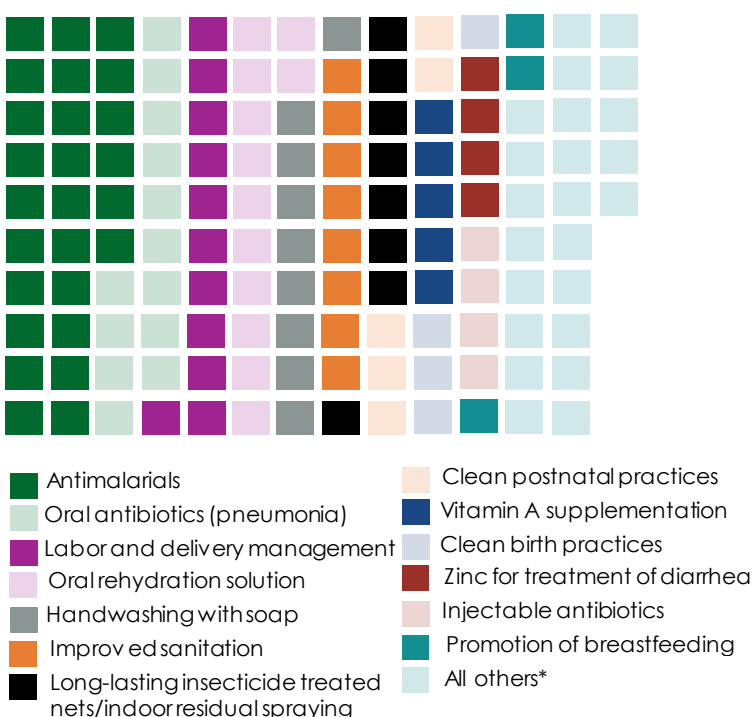 Antimalarials
Oral antibiotics (pneumonia)
Labor and delivery management
Oral rehydration solution
Handwashing with soap
Improved sanitation
Long-lasting insecticide treated
nets/indoor residual spraying
Clean postnatal practices
Vitamin A supplementation
Clean birth practices
Zinc for treatment of diarrhea
Injectable antibiotics
Promotion of breastfeeding
All others*